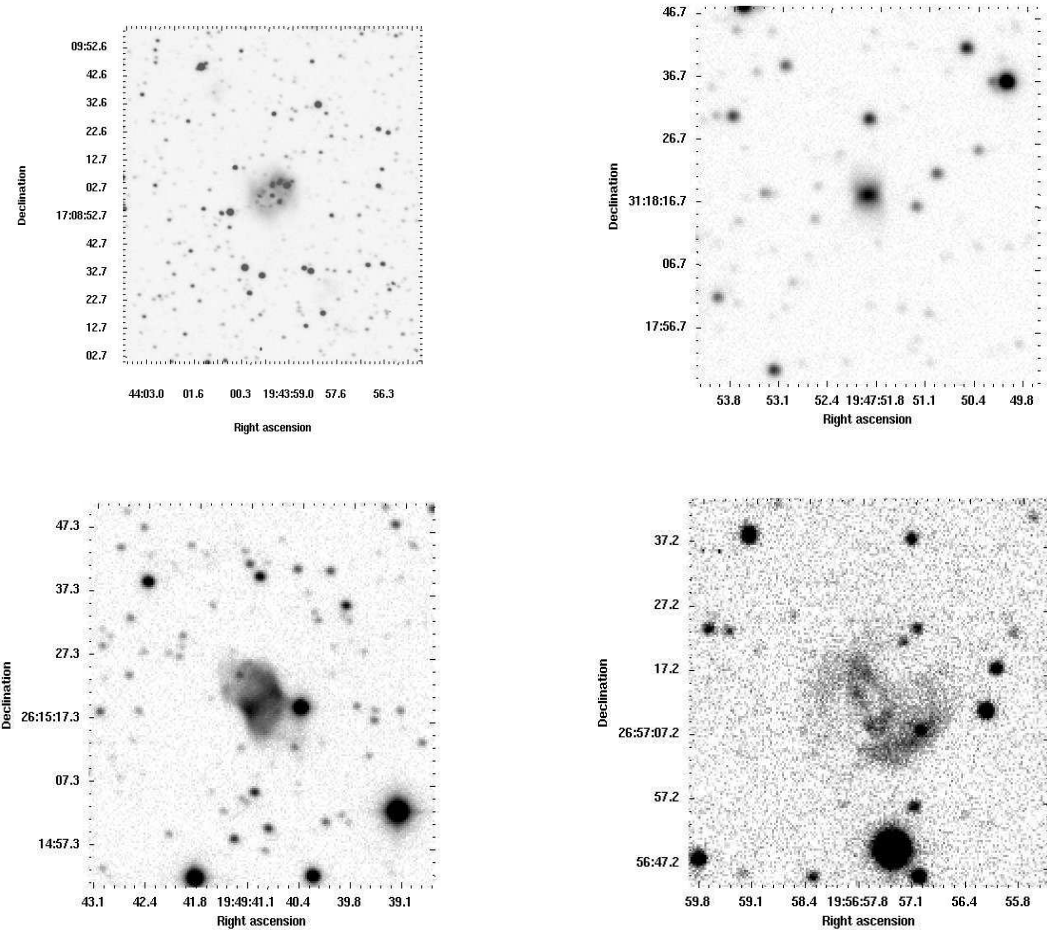 09:52.6
42.6
32.6
22.6
12.7
02.7
17:08:52.7
42.7
32.7
22.7
12.7
02.7
Declination
44:03.0 01.6 00.3 19:43:59.0 57.6 56.3
Right ascension
46.7
36.7
26.7
31:18:16.7
06.7
17:56.7
Declination
53.8 53.1 52.4 19:47:51.8 51.1 50.4 49.8
Right ascension
47.3
37.3
27.3
26:15:17.3
07.3
14:57.3
Declination
43.1 42.4 41.8 19:49:41.1 40.4 39.8 39.1
Right ascension
37.2
27.2
17.2
26:57:07.2
57.2
56:47.2
Declination
59.8 59.1 58.4 19:56:57.8 57.1 56.4 55.8
Right ascension